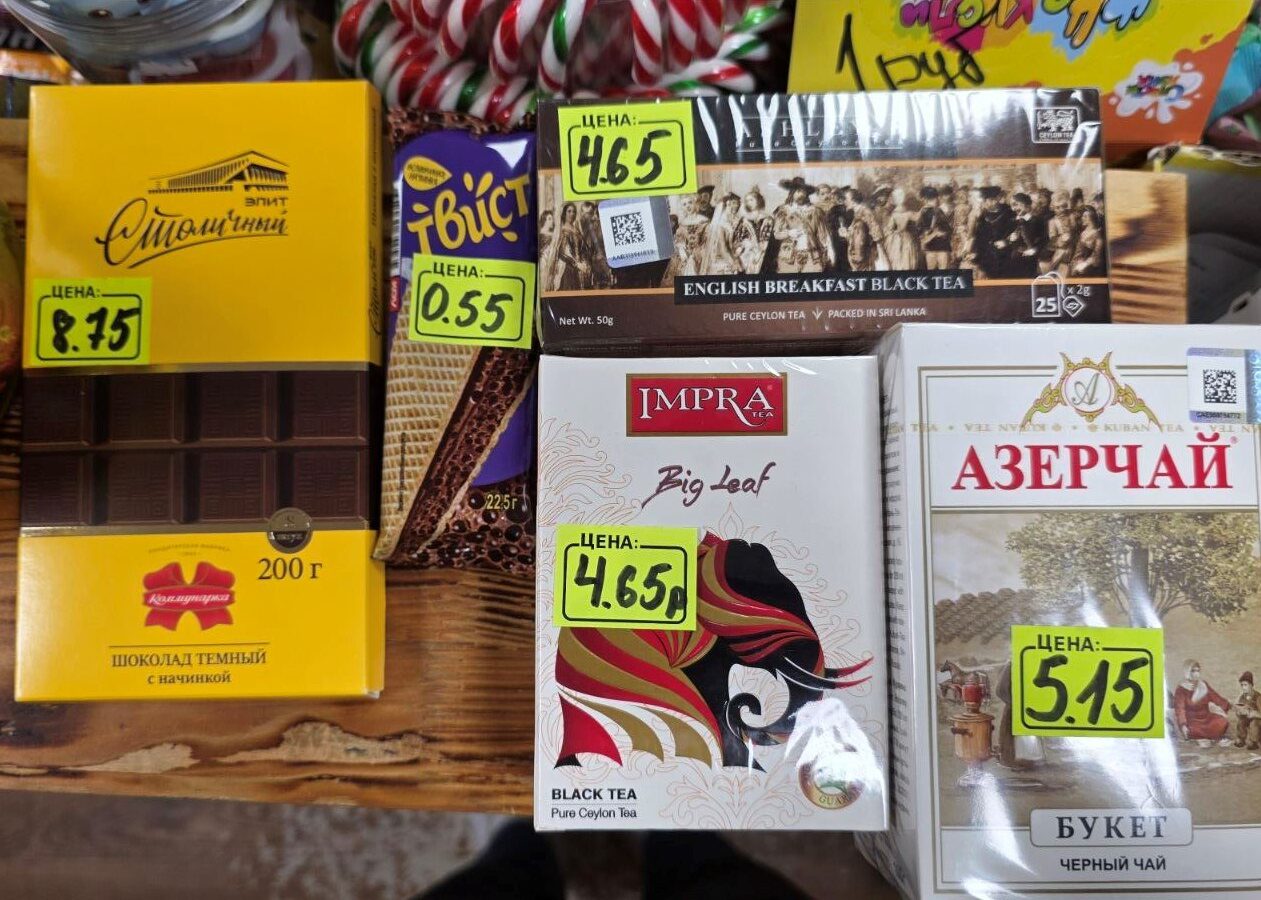 1 руб
ЭЛИТ
Столичный
ЦЕНА:
8.75
200 г
Коммунарка
ШОКОЛАД ТЕМНЫЙ
с начинкой
ТВИСТ
ЦЕНА:
0.55
22.5г
ЦЕНА:
4.65
CEYLON TEA
ENGLISH BREAKFAST BLACK TEA
25 x 2g
Net Wt. 50g
PURE CEYLON TEA PACKED IN SRI LANKA
IMPRA
TEA
Big Leaf
ЦЕНА:
4.65р
BLACK TEA
Pure Ceylon Tea
A
АЗЕРЧАЙ
ЦЕНА:
5.15
БУКЕТ
ЧЕРНЫЙ ЧАЙ